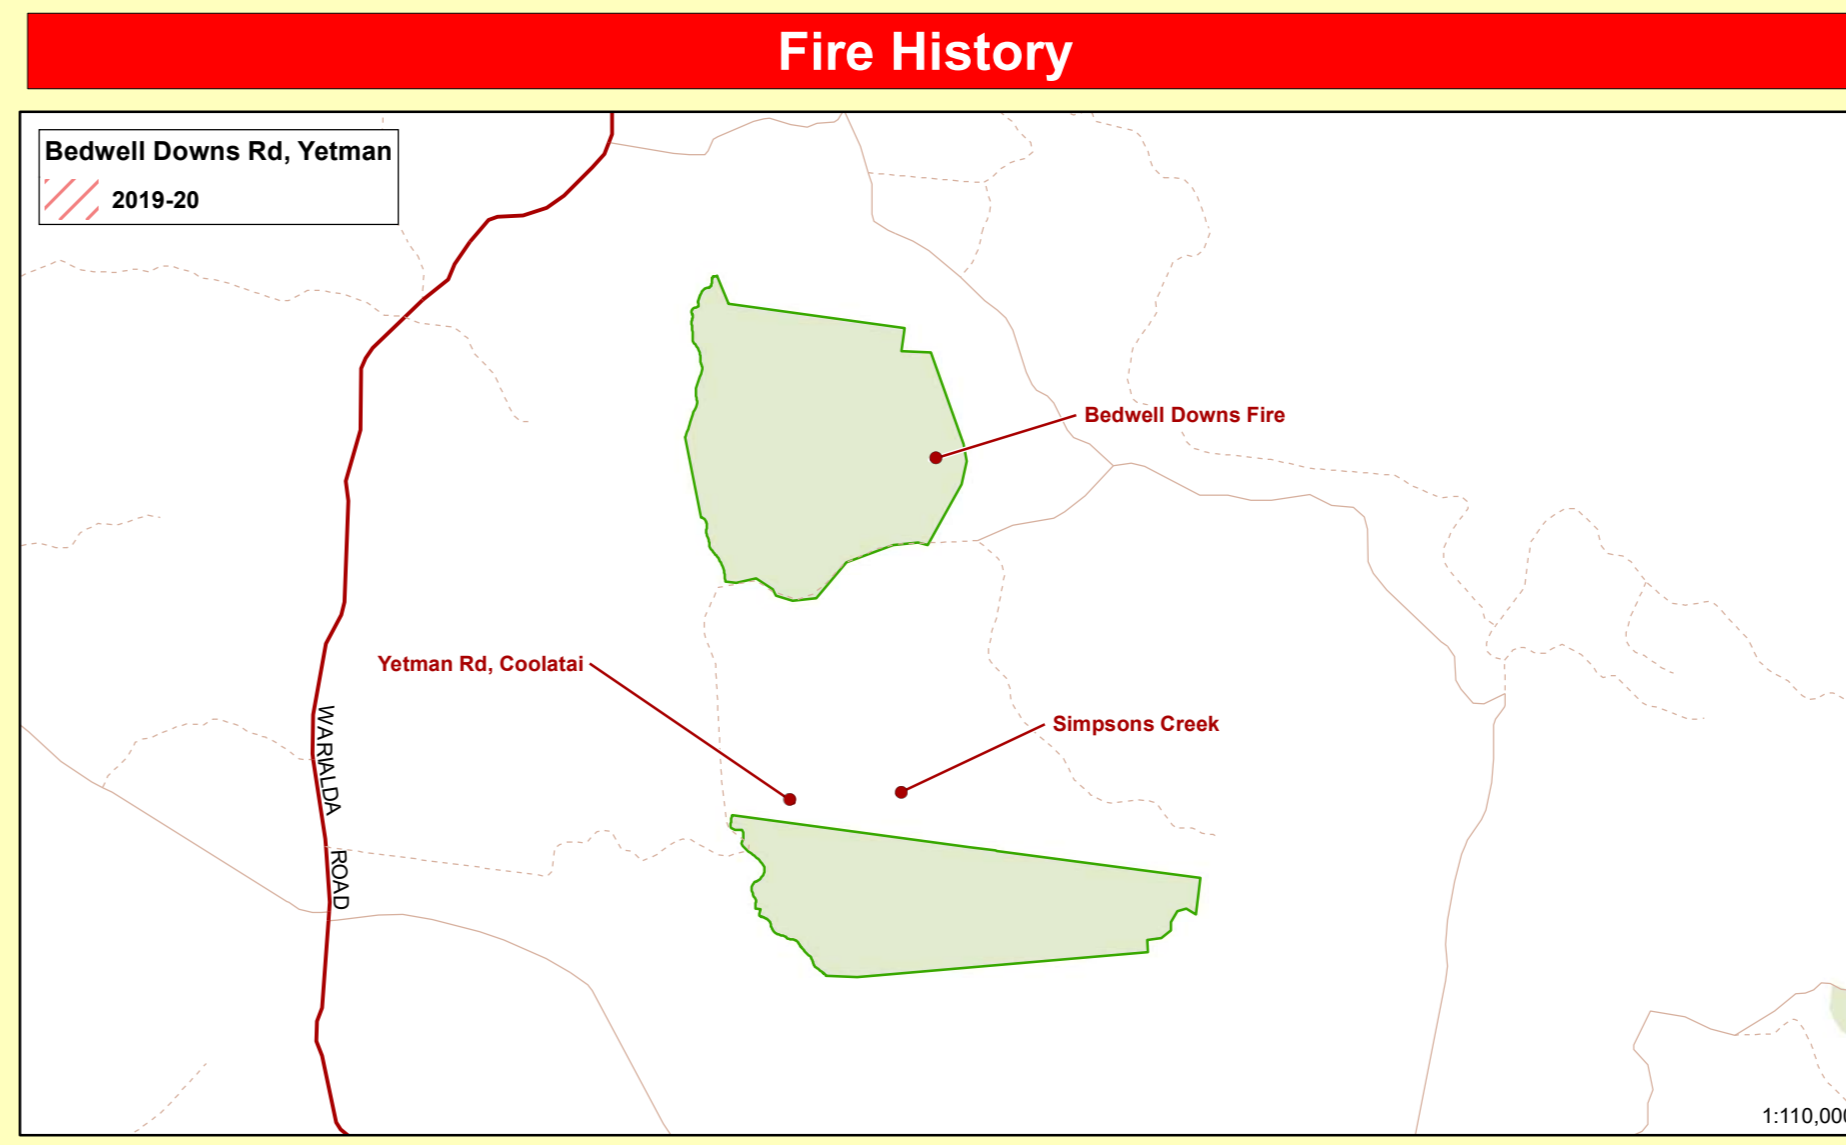 Fire History
Bedwell Downs Rd, Yetman
2019-20
Bedwell Downs Fire
Yetman Rd, Coolatai
Simpsons Creek
WARIALDA ROAD
1:110,000